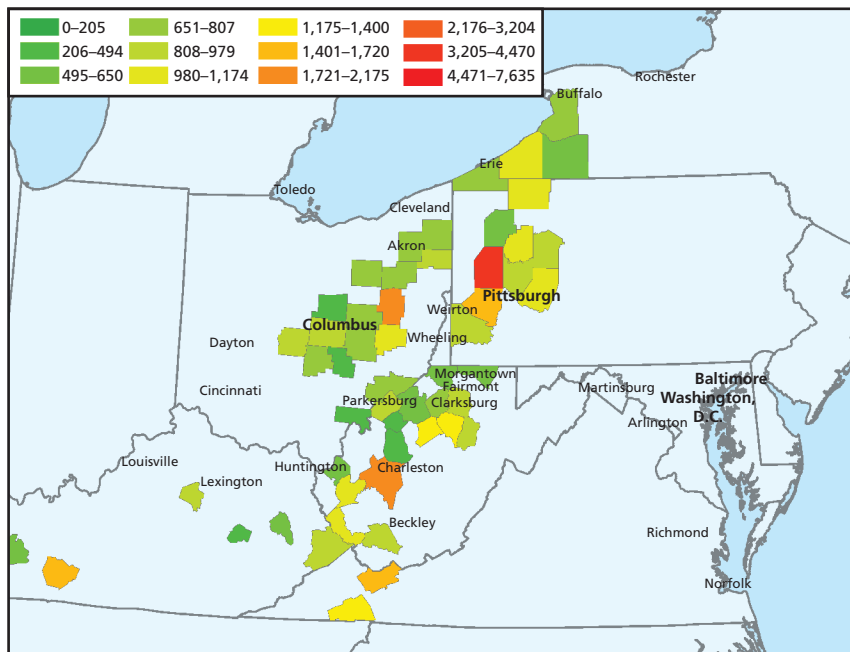 0–205
206–494
495–650
651–807
808–979
980–1,174
1,175–1,400
1,401–1,720
1,721–2,175
2,176–3,204
3,205–4,470
4,471–7,635
Rochester
Buffalo
Erie
Toledo
Cleveland
Akron
Pittsburgh
Weirton
Columbus
Wheeling
Dayton
Morgantown
Baltimore
Fairmont
Martinsburg
Cincinnati
Washington,
D.C.
Parkersburg
Clarksburg
Arlington
Louisville
Huntington
Charleston
Lexington
Beckley
Richmond
Norfolk